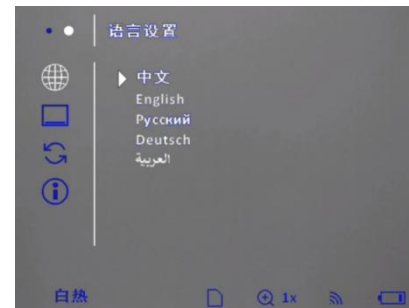 语言设置
中文
English
Русский
Deutsch
العربية
白热
1x